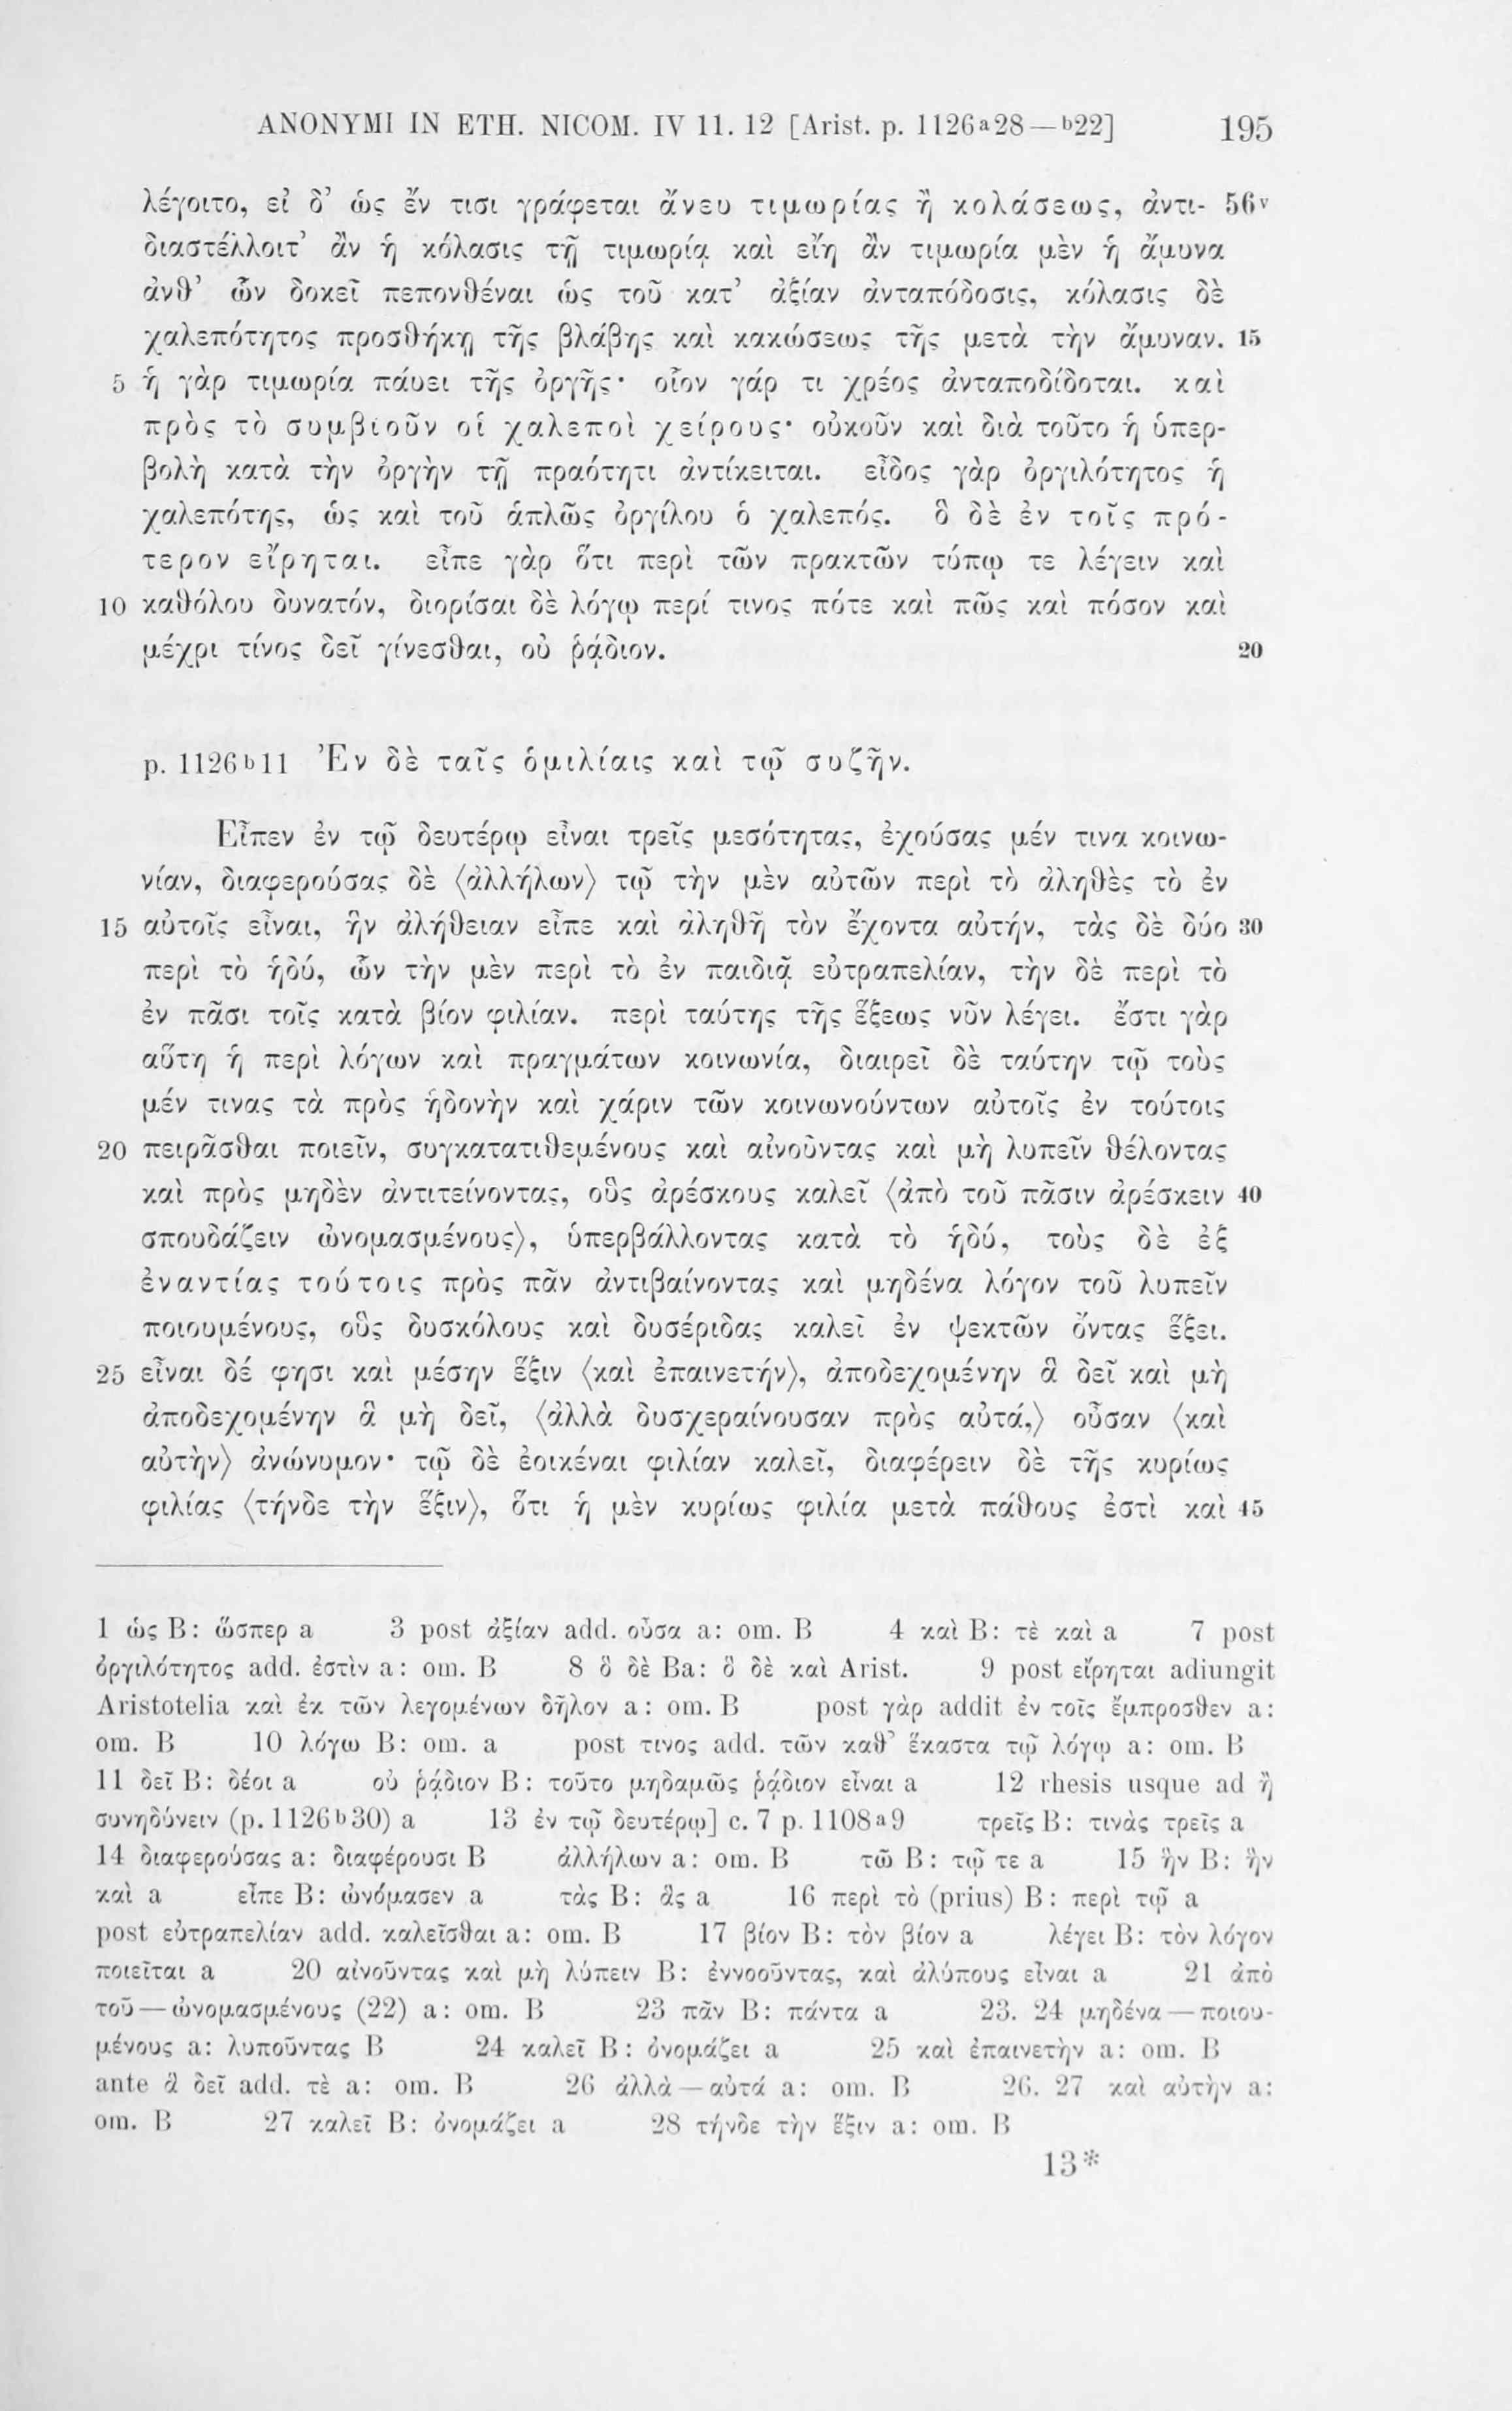 ANONYMI IN ETH. NICOM. IV 11. 12 [Arist. p. 1126a28—b22] 195
λέγοιτο, εἰ δ’ ὡς ἔν τισι γράφεται ἄνευ τιμωρίας ἢ κολάσεως, ἀντι- 56v
διαστέλλοιτ’ ἂν ἡ κόλασις τῇ τιμωρίᾳ καὶ εἴη ἂν τιμωρία μὲν ἡ ἄμυνα
ἀνθ’ ὧν δοκεῖ πεπονθέναι ὡς τοῦ κατ’ ἀξίαν ἀνταπόδοσις, κόλασις δὲ
χαλεπότητος προσθήκῃ τῆς βλάβης καὶ κακώσεως τῆς μετὰ τὴν ἄμυναν. 15
5 ἡ γὰρ τιμωρία πάυει τῆς ὀργῆς· οἷον γάρ τι χρέος ἀνταποδίδοται. καὶ
πρὸς τὸ συμβιοῦν οἱ χαλεποὶ χείρους· οὐκοῦν καὶ διὰ τοῦτο ἡ ὑπερ-
βολὴ κατὰ τὴν ὀργὴν τῇ πραότητι ἀντίκειται. εἶδος γὰρ ὀργιλότητος ἡ
χαλεπότης, ὡς καὶ τοῦ ἁπλῶς ὀργίλου ὁ χαλεπός. ὃ δὲ ἐν τοῖς πρό-
τερον εἴρηται. εἶπε γὰρ ὅτι περὶ τῶν πρακτῶν τύπῳ τε λέγειν καὶ
10 καθόλου δυνατόν, διορίσαι δὲ λόγῳ περί τινος πότε καὶ πῶς καὶ πόσον καὶ
μέχρι τίνος δεῖ γίνεσθαι, οὐ ῥᾴδιον. 20
p. 1126b11 Ἐν δὲ ταῖς ὁμιλίαις καὶ τῷ συζῆν.
Εἶπεν ἐν τῷ δευτέρῳ εἶναι τρεῖς μεσότητας, ἐχούσας μέν τινα κοινω-
νίαν, διαφερούσας δὲ ⟨ἀλλήλων⟩ τῷ τὴν μὲν αὐτῶν περὶ τὸ ἀληθὲς τὸ ἐν
15 αὐτοῖς εἶναι, ἣν ἀλήθειαν εἶπε καὶ ἀληθῆ τὸν ἔχοντα αὐτήν, τὰς δὲ δύο 30
περὶ τὸ ἡδύ, ὧν τὴν μὲν περὶ τὸ ἐν παιδιᾷ εὐτραπελίαν, τὴν δὲ περὶ τὸ
ἐν πᾶσι τοῖς κατὰ βίον φιλίαν. περὶ ταύτης τῆς ἕξεως νῦν λέγει. ἔστι γὰρ
αὕτη ἡ περὶ λόγων καὶ πραγμάτων κοινωνία, διαιρεῖ δὲ ταύτην τῷ τοὺς
μέν τινας τὰ πρὸς ἡδονὴν καὶ χάριν τῶν κοινωνούντων αὐτοῖς ἐν τούτοις
20 πειρᾶσθαι ποιεῖν, συγκατατιθεμένους καὶ αἰνοῦντας καὶ μὴ λυπεῖν θέλοντας
καὶ πρὸς μηδὲν ἀντιτείνοντας, οὓς ἀρέσκους καλεῖ ⟨ἀπὸ τοῦ πᾶσιν ἀρέσκειν 40
σπουδάζειν ὠνομασμένους⟩, ὑπερβάλλοντας κατὰ τὸ ἡδύ, τοὺς δὲ ἐξ
ἐναντίας τούτοις πρὸς πᾶν ἀντιβαίνοντας καὶ μηδένα λόγον τοῦ λυπεῖν
ποιουμένους, οὓς δυσκόλους καὶ δυσέριδας καλεῖ ἐν ψεκτῶν ὄντας ἕξει.
25 εἶναι δέ φησι καὶ μέσην ἕξιν ⟨καὶ ἐπαινετήν⟩, ἀποδεχομένην ἃ δεῖ καὶ μὴ
ἀποδεχομένην ἃ μὴ δεῖ, ⟨ἀλλὰ δυσχεραίνουσαν πρὸς αὐτά,⟩ οὖσαν ⟨καὶ
αὐτὴν⟩ ἀνώνυμον· τῷ δὲ ἐοικέναι φιλίαν καλεῖ, διαφέρειν δὲ τῆς κυρίως
φιλίας ⟨τήνδε τὴν ἕξιν⟩, ὅτι ἡ μὲν κυρίως φιλία μετὰ πάθους ἐστὶ καὶ 45
1 ὡς B: ὥσπερ a 3 post ἀξίαν add. οὖσα a: om. B 4 καὶ B: τὲ καὶ a 7 post
ὀργιλότητος add. ἐστὶν a: om. B 8 ὃ δὲ Ba: ὃ δὲ καὶ Arist. 9 post εἴρηται adiungit
Aristotelia καὶ ἐκ τῶν λεγομένων δῆλον a: om. B post γὰρ addit ἐν τοῖς ἔμπροσθεν a:
om. B 10 λόγω B: om. a post τινος add. τῶν καθ’ ἕκαστα τῷ λόγῳ a: om. B
11 δεῖ B: δέοι a οὐ ῥᾴδιον B: τοῦτο μηδαμῶς ῥᾴδιον εἶναι a 12 rhesis usque ad ἢ
συνηδύνειν (p. 1126b30) a 13 ἐν τῷ δευτέρῳ] c. 7 p. 1108a9 τρεῖς B: τινὰς τρεῖς a
14 διαφερούσας a: διαφέρουσι B ἀλλήλων a: om. B τῶ B: τῷ τε a 15 ἣν B: ἣν
καὶ a εἶπε B: ὠνόμασεν a τὰς B: ἃς a 16 περὶ τὸ (prius) B: περὶ τῷ a
post εὐτραπελίαν add. καλεῖσθαι a: om. B 17 βίον B: τὸν βίον a λέγει B: τὸν λόγον
ποιεῖται a 20 αἰνοῦντας καὶ μὴ λύπειν B: ἐννοοῦντας, καὶ ἀλύπους εἶναι a 21 ἀπὸ
τοῦ—ὠνομασμένους (22) a: om. B 23 πᾶν B: πάντα a 23. 24 μηδένα—ποιου-
μένους a: λυποῦντας B 24 καλεῖ B: ὀνομάζει a 25 καὶ ἐπαινετὴν a: om. B
ante ἃ δεῖ add. τὲ a: om. B 26 ἀλλὰ—αὐτά a: om. B 26. 27 καὶ αὐτὴν a:
om. B 27 καλεῖ B: ὀνομάζει a 28 τήνδε τὴν ἕξιν a: om. B
13*